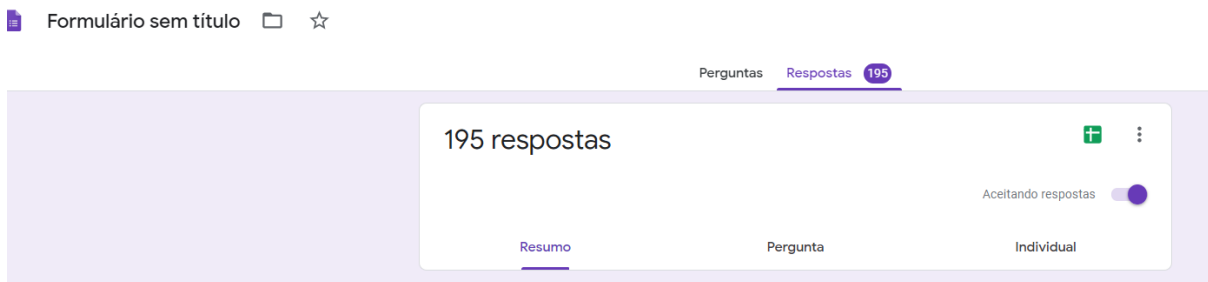 Formulário sem título
Perguntas Respostas 195
195 respostas
Aceitando respostas
Resumo Pergunta Individual